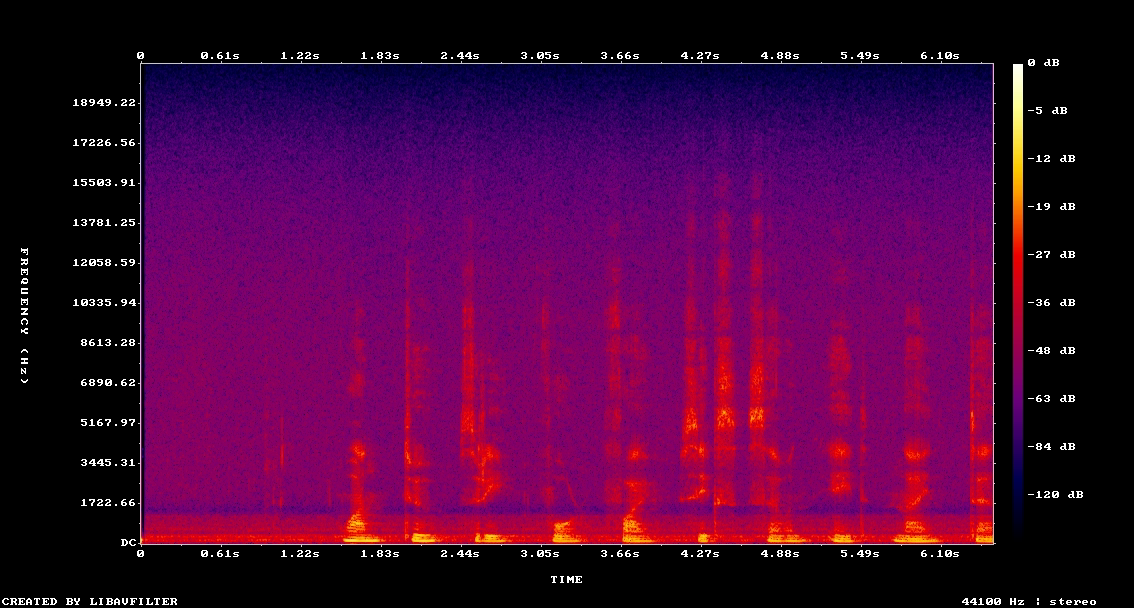 0 0.61s 1.22s 1.83s 2.44s 3.05s 3.66s 4.27s 4.88s 5.49s 6.10s
0 dB
18949.22
-5 dB
17226.56
-12 dB
15503.91
-19 dB
13781.25
12058.59
-27 dB
10335.94
-36 dB
8613.28
-48 dB
6890.62
-63 dB
5167.97
-84 dB
3445.31
-120 dB
1722.66
DC
FREQUENCY (Hz)
0 0.61s 1.22s 1.83s 2.44s 3.05s 3.66s 4.27s 4.88s 5.49s 6.10s
TIME
CREATED BY LIBAVFILTER
44100 Hz | stereo